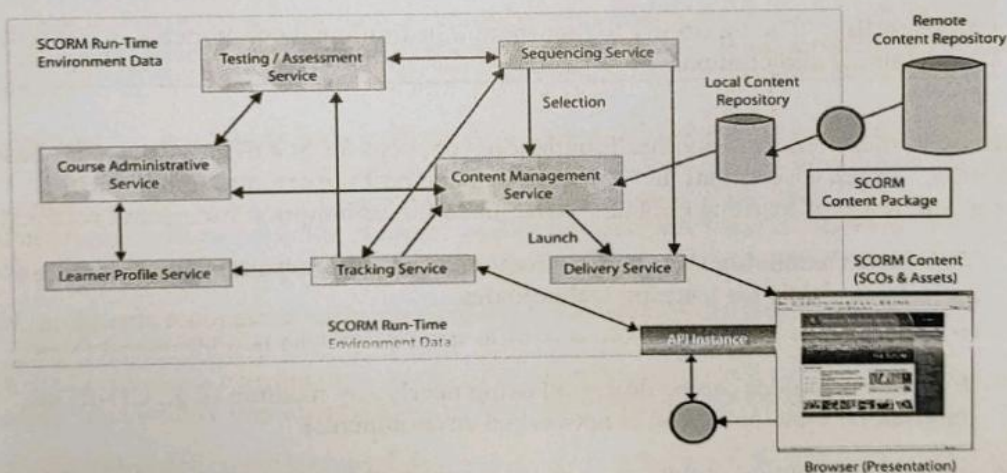 SCORM Run-Time
Environment Data
Testing / Assessment
Service
Sequencing Service
Remote
Content Repository
Selection
Local Content
Repository
Course Administrative
Service
Content Management
Service
SCORM
Content Package
Launch
Learner Profile Service
Tracking Service
Delivery Service
SCORM Content
(SCOs & Assets)
SCORM Run-Time
Environment Data
API Instance
Browser (Presentation)